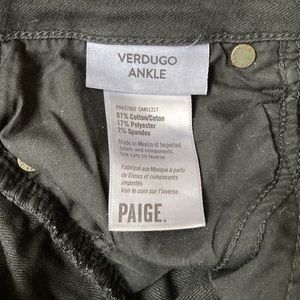 VERDUGO
ANKLE
81% Cotton/Coton
17% Polyester
2% Spandex
Made in Mexico of imported
fabric and components.
See care on reverse.
Fabriqué aux Mexique à partir
de tissus et composants
importés
Voir le soin sur l'inverse.
PAIGE.